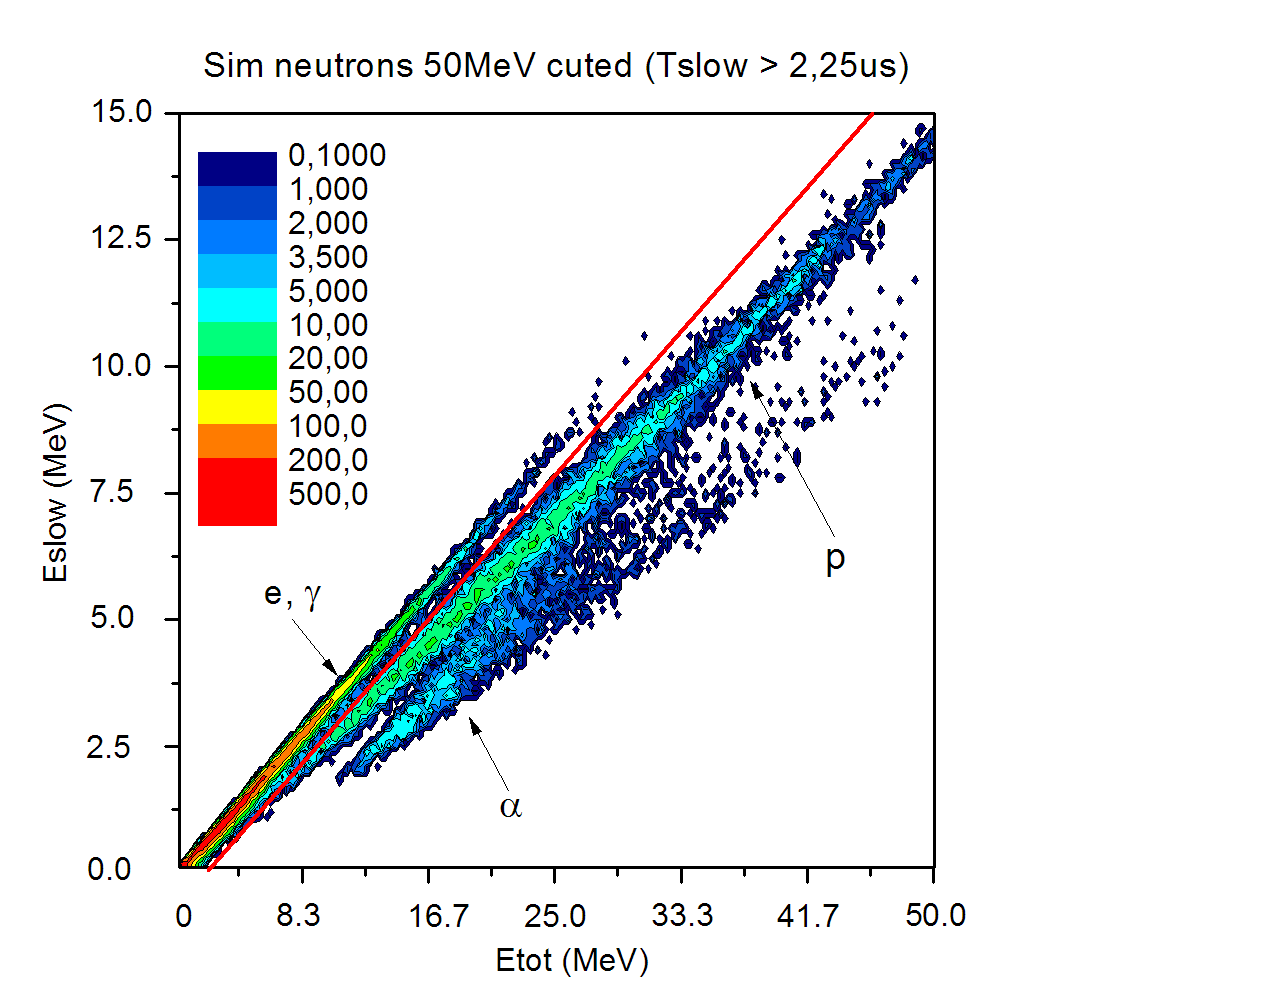 Sim neutrons 50MeV cuted (Tslow > 2,25us)
15.0
12.5
10.0
7.5
5.0
2.5
0.0
Eslow (MeV)
0,1000
1,000
2,000
3,500
5,000
10,00
20,00
50,00
100,0
200,0
500,0
e, γ
p
α
0 8.3 16.7 25.0 33.3 41.7 50.0
Etot (MeV)